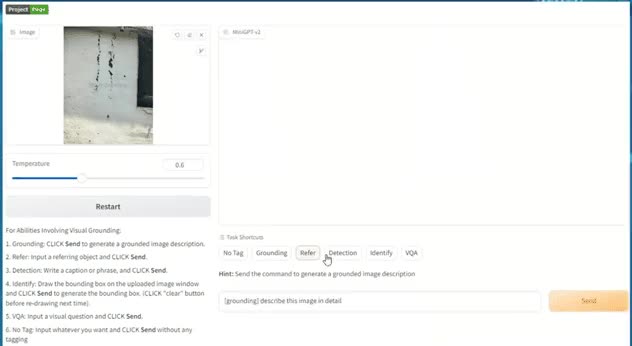 Project Page
Image
MiniGPT-v2
Temperature
0.6
Restart
For Abilities Involving Visual Grounding:
1. Grounding: CLICK Send to generate a grounded image description.
2. Refer: Input a referring object and CLICK Send.
3. Detection: Write a caption or phrase, and CLICK Send.
4. Identify: Draw the bounding box on the uploaded image window
and CLICK Send to generate the bounding box. (CLICK "clear" button
before re-drawing next time).
5. VQA: Input a visual question and CLICK Send.
6. No Tag: Input whatever you want and CLICK Send without any
tagging
Task Shortcuts
No Tag Grounding Refer Detection Identify VQA
Hint: Send the command to generate a grounded image description
[grounding] describe this image in detail
Send